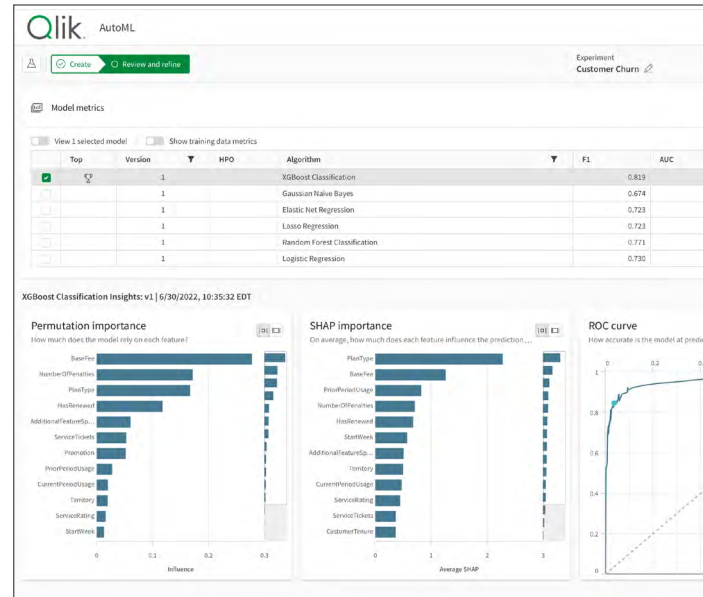 Qlik AutoML
Create Review and refine
Experiment
Customer Churn
Model metrics
View 1 selected model Show training data metrics
Top Version HPO Algorithm F1 AUC
1 XGBoost Classification 0.819
1 Gaussian Naive Bayes 0.674
1 Elastic Net Regression 0.723
1 Lasso Regression 0.723
1 Random Forest Classification 0.771
1 Logistic Regression 0.730
XGBoost Classification Insights: v1 | 6/30/2022, 10:35:32 EDT
Permutation importance
How much does the model rely on each feature?
BaseFee
NumberOfPenalties
PlanType
HasRenewed
AdditionalFeatureSp...
ServiceTickets
Promotion
PriorPeriodUsage
CurrentPeriodUsage
Territory
ServiceRating
StartWeek
0 0.1 0.2 0.3
Influence
SHAP importance
On average, how much does each feature influence the prediction ...
PlanType
BaseFee
PriorPeriodUsage
NumberOfPenalties
HasRenewed
StartWeek
AdditionalFeatureSp...
Territory
CurrentPeriodUsage
ServiceRating
ServiceTickets
CustomerTenure
0 1 2 3
Average SHAP
ROC curve
How accurate is the model at predic
0 0.2 0.
1
0.8
0.6
0.4
0.2
0